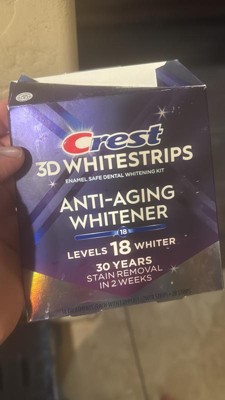 Crest
3D WHITESTRIPS
ENAMEL SAFE DENTAL WHITENING KIT
ANTI-AGING
WHITENER
18
LEVELS 18 WHITER
30 YEARS
STAIN REMOVAL
IN 2 WEEKS